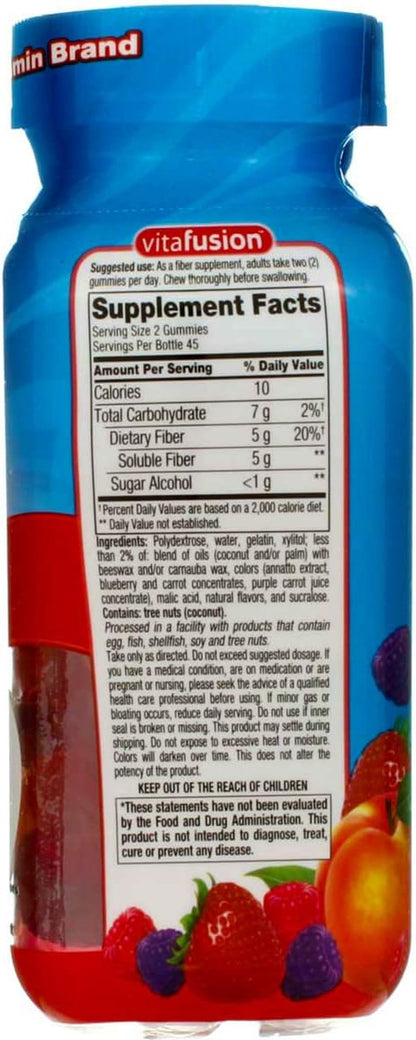 min Brand
vitafusion™
Suggested use: As a fiber supplement, adults take two (2)
gummies per day. Chew thoroughly before swallowing.
Supplement Facts
Serving Size 2 Gummies
Servings Per Bottle 45
Amount Per Serving % Daily Value
Calories 10
Total Carbohydrate 7 g 2%†
Dietary Fiber 5 g 20%†
Soluble Fiber 5 g **
Sugar Alcohol <1 g **
† Percent Daily Values are based on a 2,000 calorie diet.
** Daily Value not established.
Ingredients: Polydextrose, water, gelatin, xylitol; less
than 2% of: blend of oils (coconut and/or palm) with
beeswax and/or carnauba wax, colors (annatto extract,
blueberry and carrot concentrates, purple carrot juice
concentrate), malic acid, natural flavors, and sucralose.
Contains: tree nuts (coconut).
Processed in a facility with products that contain
egg, fish, shellfish, soy and tree nuts.
Take only as directed. Do not exceed suggested dosage. If
you have a medical condition, are on medication or are
pregnant or nursing, please seek the advice of a qualified
health care professional before using. If minor gas or
bloating occurs, reduce daily serving. Do not use if inner
seal is broken or missing. This product may settle during
shipping. Do not expose to excessive heat or moisture.
Colors will darken over time. This does not alter the
potency of the product.
KEEP OUT OF THE REACH OF CHILDREN
*These statements have not been evaluated
by the Food and Drug Administration. This
product is not intended to diagnose, treat,
cure or prevent any disease.